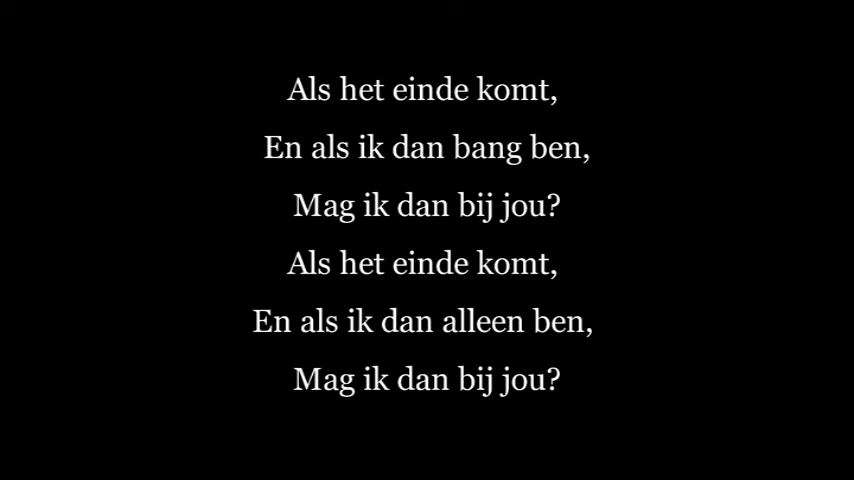 Als het einde komt,
En als ik dan bang ben,
Mag ik dan bij jou?
Als het einde komt,
En als ik dan alleen ben,
Mag ik dan bij jou?